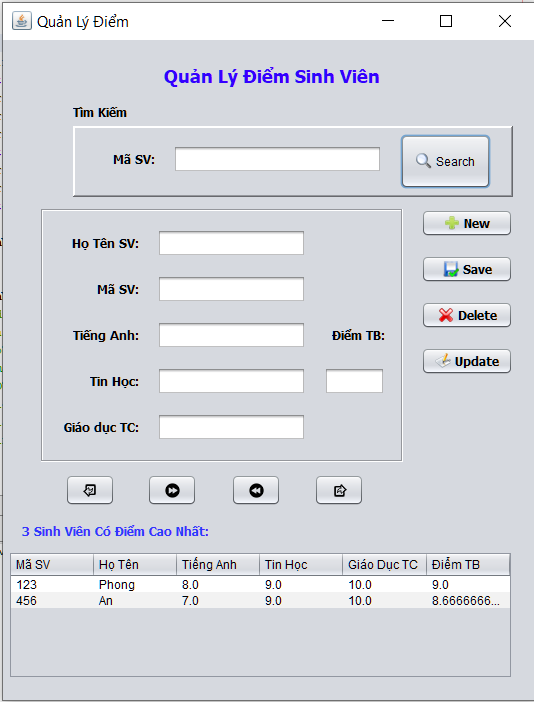 Quản Lý Điểm
Quản Lý Điểm Sinh Viên
Tìm Kiếm
Mã SV:
Search
Họ Tên SV:
New
Mã SV:
Save
Tiếng Anh:
Điểm TB:
Delete
Tin Học:
Update
Giáo dục TC:
3 Sinh Viên Có Điểm Cao Nhất:
Mã SV Họ Tên Tiếng Anh Tin Học Giáo Dục TC Điểm TB
123 Phong 8.0 9.0 10.0 9.0
456 An 7.0 9.0 10.0 8.6666666...